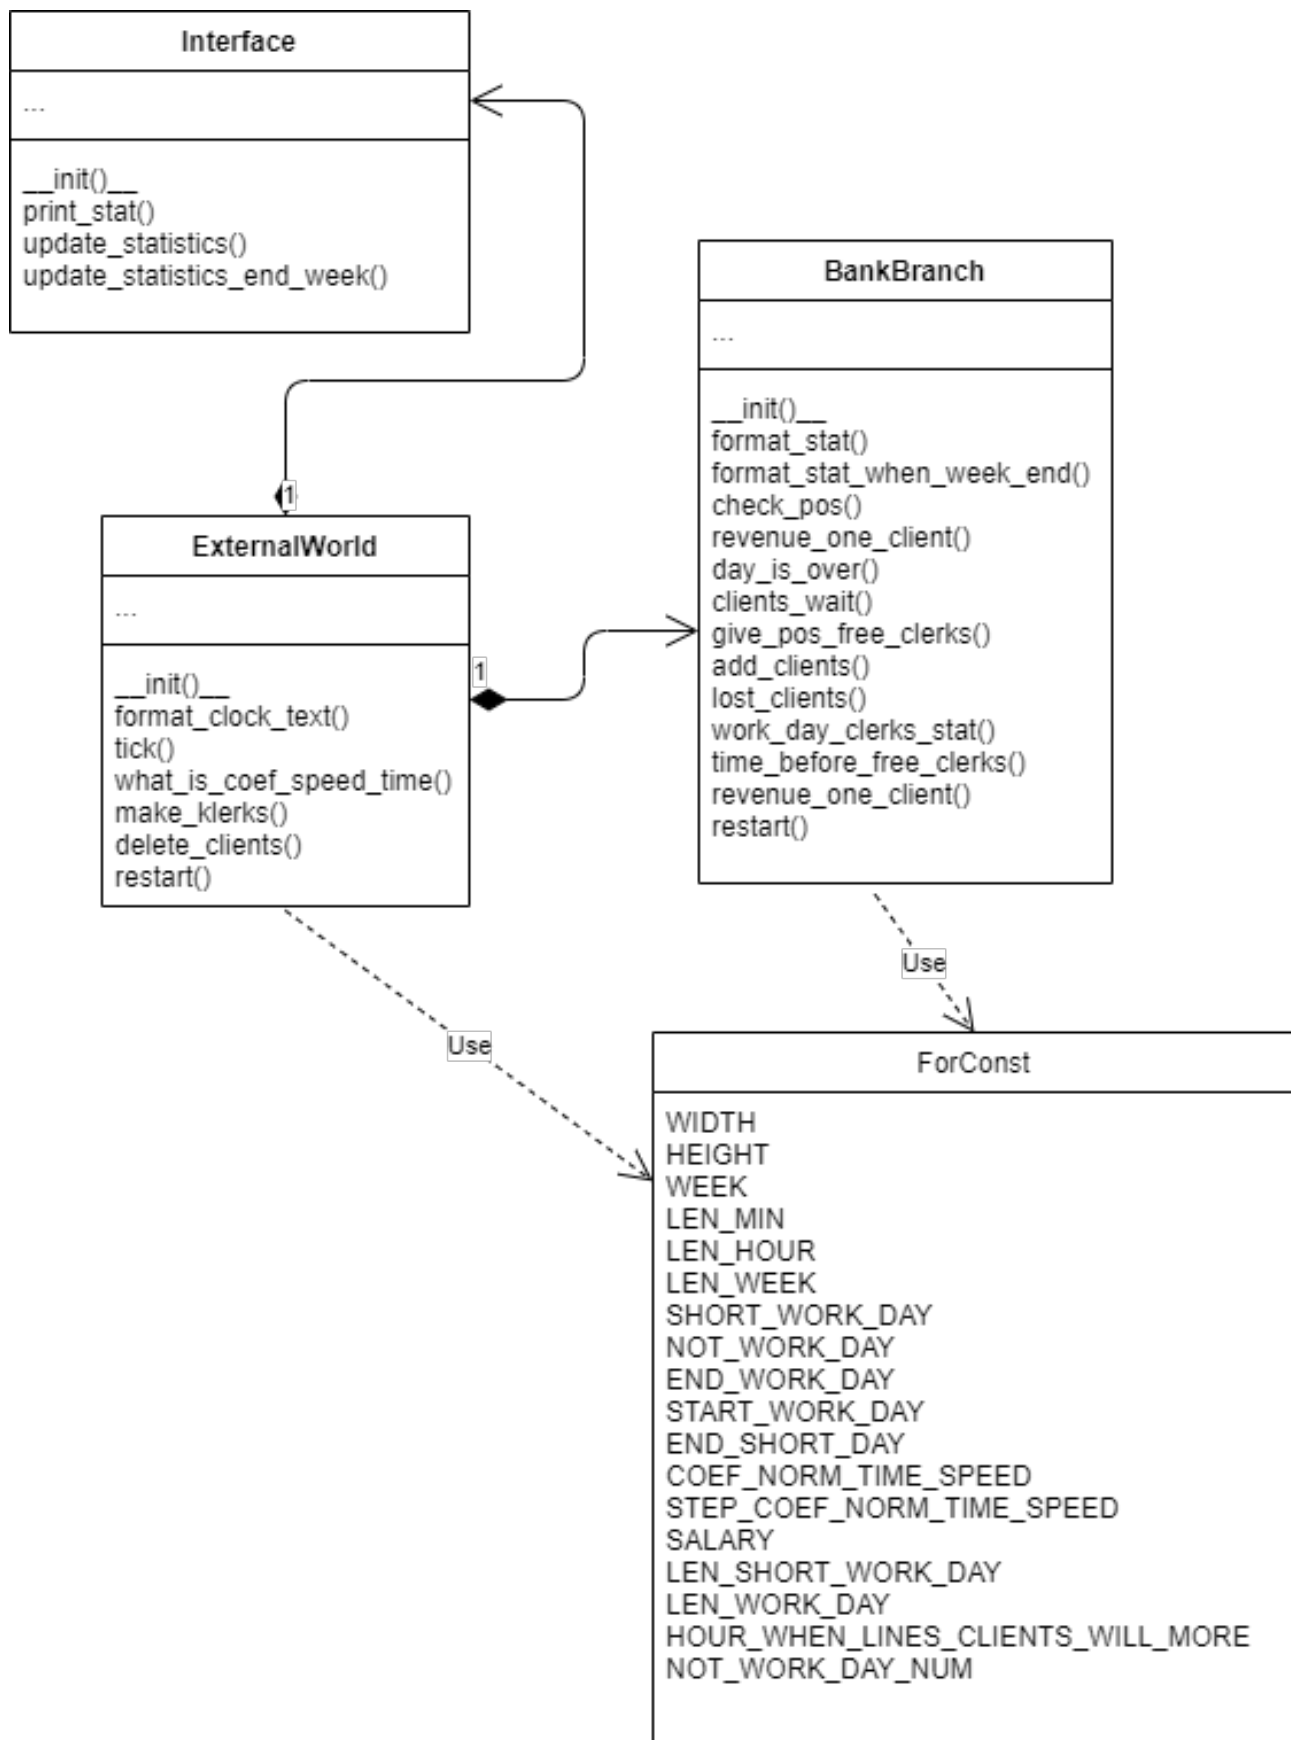 Interface
...
__init()__
print_stat()
update_statistics()
update_statistics_end_week()
BankBranch
...
__init()__
format_stat()
format_stat_when_week_end()
check_pos()
revenue_one_client()
day_is_over()
clients_wait()
give_pos_free_clerks()
add_clients()
lost_clients()
work_day_clerks_stat()
time_before_free_clerks()
revenue_one_client()
restart()
1
ExternalWorld
...
__init()__
format_clock_text()
tick()
what_is_coef_speed_time()
make_klerks()
delete_clients()
restart()
1
Use
Use
ForConst
WIDTH
HEIGHT
WEEK
LEN_MIN
LEN_HOUR
LEN_WEEK
SHORT_WORK_DAY
NOT_WORK_DAY
END_WORK_DAY
START_WORK_DAY
END_SHORT_DAY
COEF_NORM_TIME_SPEED
STEP_COEF_NORM_TIME_SPEED
SALARY
LEN_SHORT_WORK_DAY
LEN_WORK_DAY
HOUR_WHEN_LINES_CLIENTS_WILL_MORE
NOT_WORK_DAY_NUM